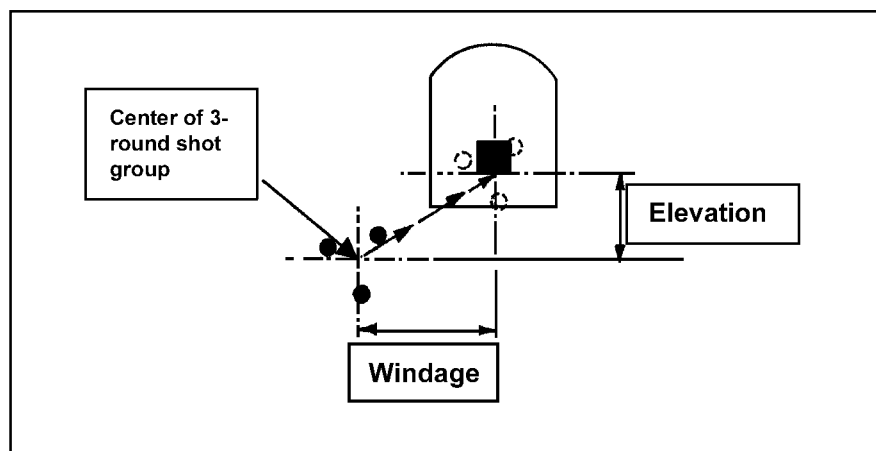 Center of 3-
round shot
group
Elevation
Windage